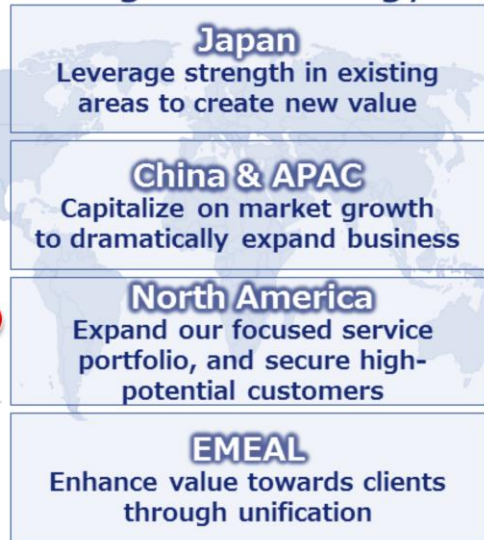 Japan
Leverage strength in existing
areas to create new value
China & APAC
Capitalize on market growth
to dramatically expand business
North America
Expand our focused service
portfolio, and secure high-
potential customers
EMEAL
Enhance value towards clients
through unification